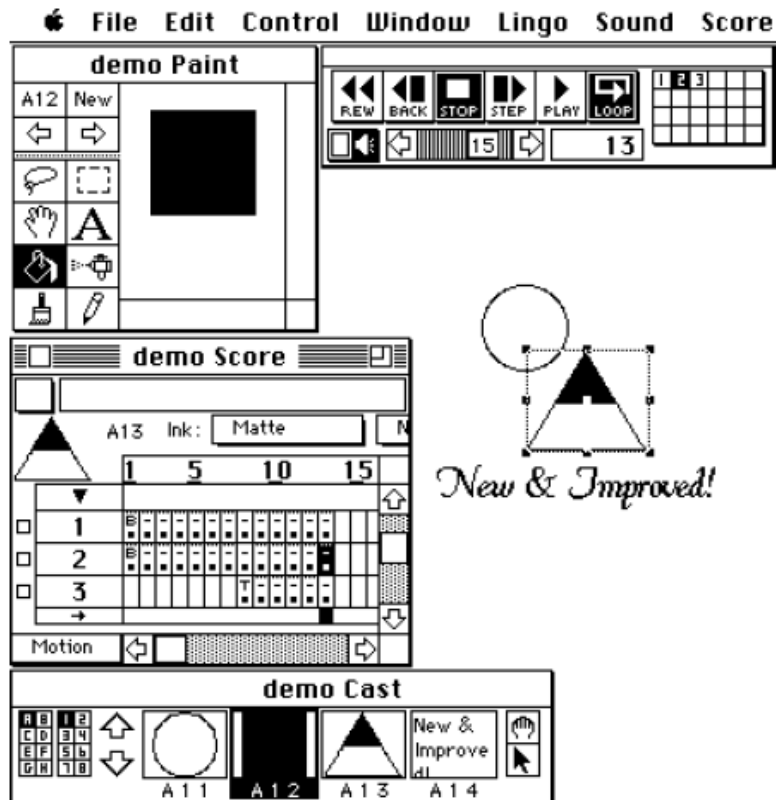 File Edit Control Window Lingo Sound Score
demo Paint
A12 New
A
REW BACK STOP STEP PLAY LOOP
1 2 3
15 13
demo Score
A13 Ink: Matte N
1 5 10 15
1 B
2 B
3 T
Motion
New & Improved!
demo Cast
A B 1 2
C D 3 4
E F 5 6
G H 7 8
New &
Improve
d!
A11 A12 A13 A14